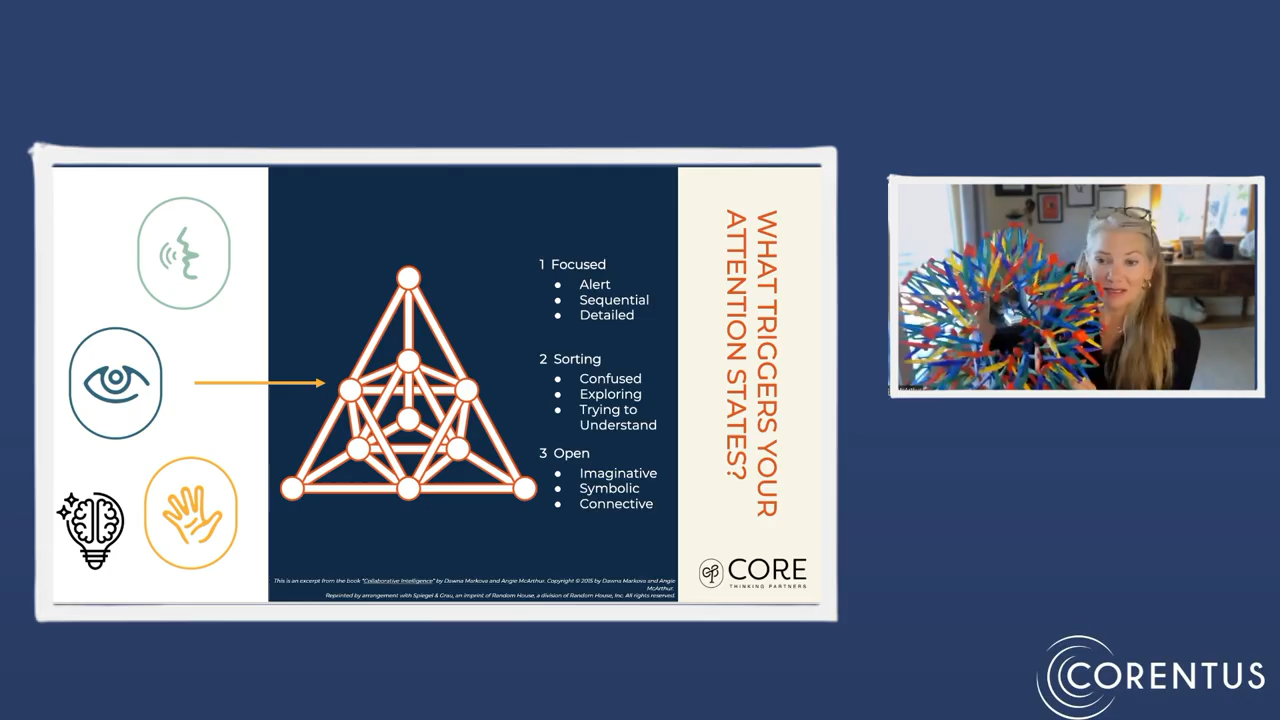 1 Focused
● Alert
● Sequential
● Detailed
2 Sorting
● Confused
● Exploring
● Trying to
Understand
3 Open
● Imaginative
● Symbolic
● Connective
This is an excerpt from the book "Collaborative Intelligence" by Dawna Markova and Angie McArthur. Copyright © 2015 by Dawna Markova and Angie
McArthur.
Reprinted by arrangement with Spiegel & Grau, an imprint of Random House, a division of Random House, Inc. All rights reserved.
WHAT TRIGGERS YOUR
ATTENTION STATES?
CORE
THINKING PARTNERS
CORENTUS